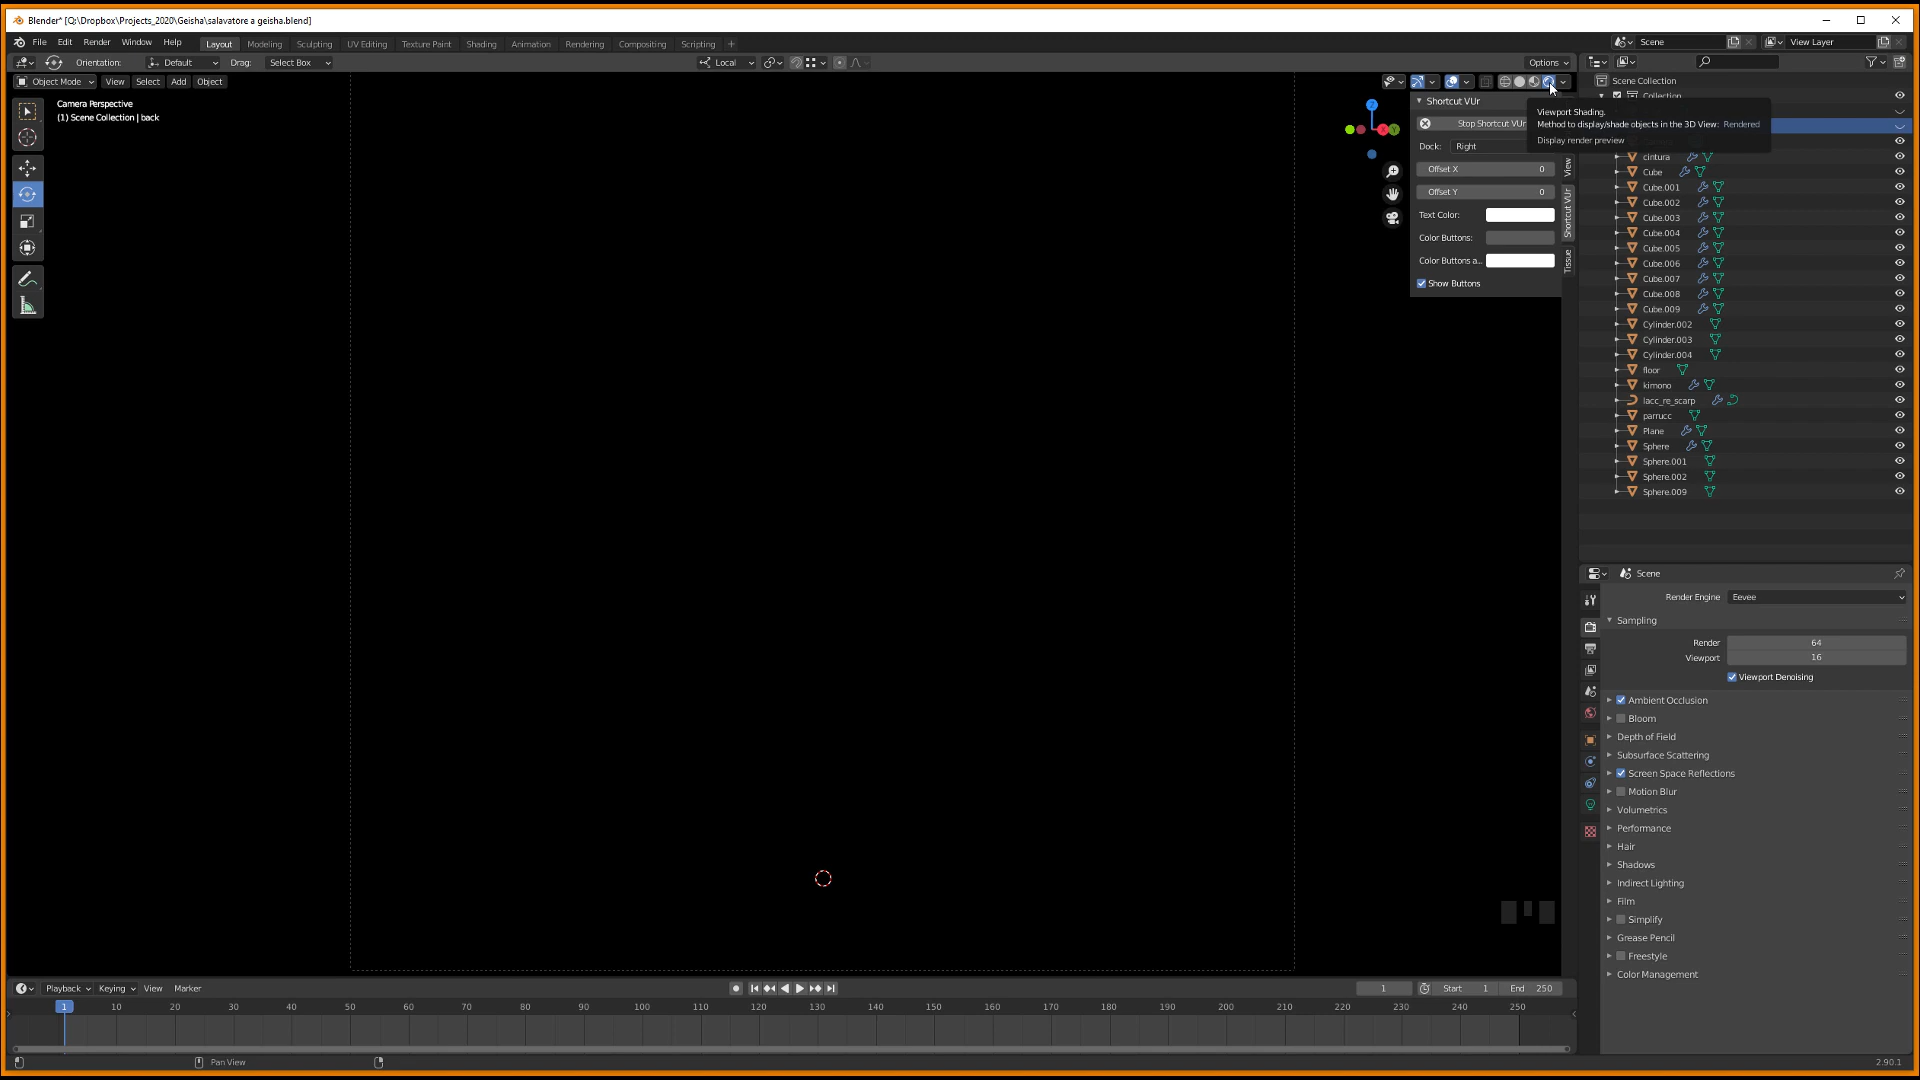 Blender* [Q:\Dropbox\Projects_2020\Geisha\salavatore a geisha.blend]
File Edit Render Window Help Layout Modeling Sculpting UV Editing Texture Paint Shading Animation Rendering Compositing Scripting + Scene View Layer
Orientation: Default Drag: Select Box Local Options
Object Mode View Select Add Object
Camera Perspective
(1) Scene Collection | back
X Y Z
Shortcut VUr
Stop Shortcut VUr
Dock: Right
Offset X 0
Offset Y 0
Text Color:
Color Buttons:
Color Buttons a...
Show Buttons
View
Shortcut VUr
Tissue
Viewport Shading.
Method to display/shade objects in the 3D View: Rendered
Display render preview
Scene Collection
Collection
cintura
Cube
Cube.001
Cube.002
Cube.003
Cube.004
Cube.005
Cube.006
Cube.007
Cube.008
Cube.009
Cylinder.002
Cylinder.003
Cylinder.004
floor
kimono
lacc_re_scarp
parrucc
Plane
Sphere
Sphere.001
Sphere.002
Sphere.009
Scene
Render Engine Eevee
Sampling
Render 64
Viewport 16
Viewport Denoising
Ambient Occlusion
Bloom
Depth of Field
Subsurface Scattering
Screen Space Reflections
Motion Blur
Volumetrics
Performance
Hair
Shadows
Indirect Lighting
Film
Simplify
Grease Pencil
Freestyle
Color Management
Playback Keying View Marker 1 Start 1 End 250
1 10 20 30 40 50 60 70 80 90 100 110 120 130 140 150 160 170 180 190 200 210 220 230 240 250
Pan View 2.90.1